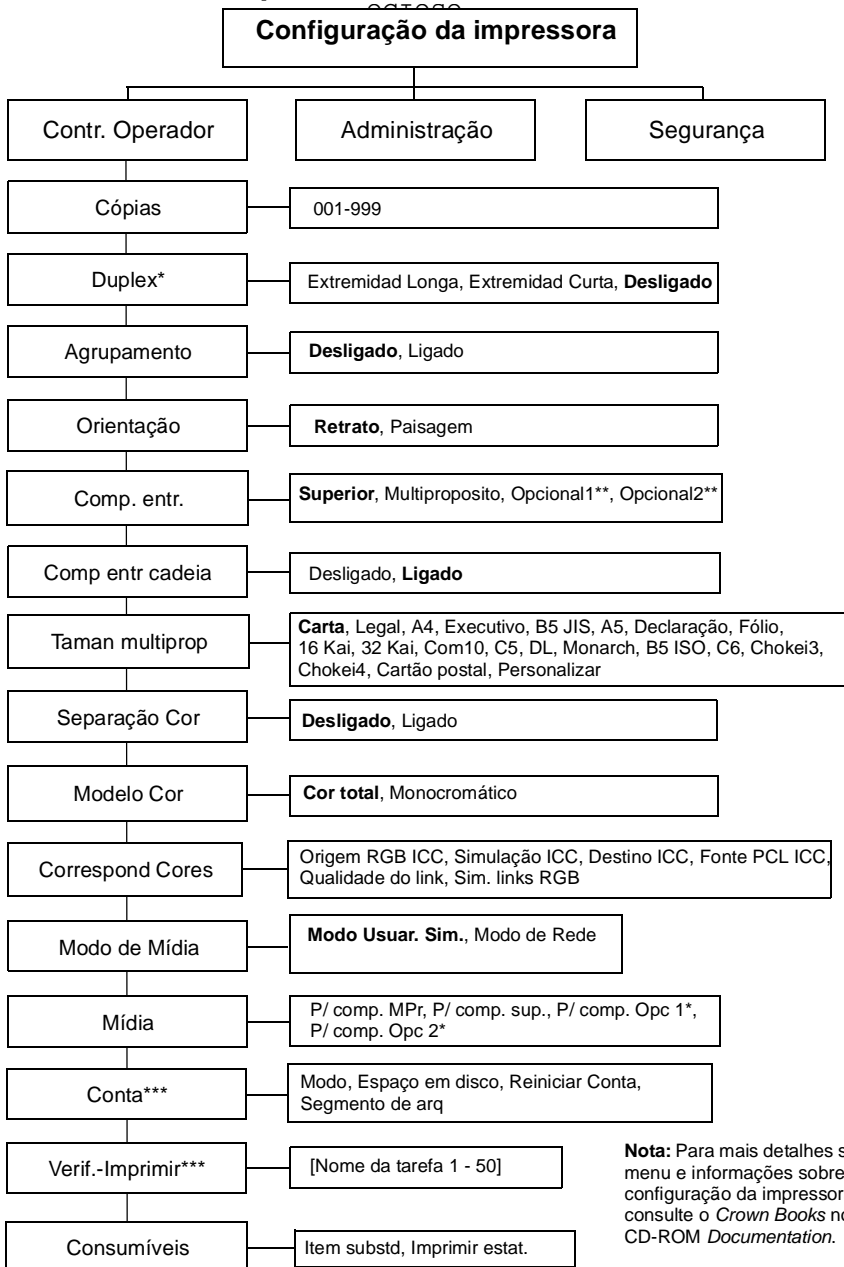 Configuração da impressora
Contr. Operador
Administração
Segurança
Cópias
001-999
Duplex*
Extremidad Longa, Extremidad Curta, Desligado
Agrupamento
Desligado, Ligado
Orientação
Retrato, Paisagem
Comp. entr.
Superior, Multiproposito, Opcional1**, Opcional2**
Comp entr cadeia
Desligado, Ligado
Taman multiprop
Carta, Legal, A4, Executivo, B5 JIS, A5, Declaração, Fólio,
16 Kai, 32 Kai, Com10, C5, DL, Monarch, B5 ISO, C6, Chokei3,
Chokei4, Cartão postal, Personalizar
Separação Cor
Desligado, Ligado
Modelo Cor
Cor total, Monocromático
Correspond Cores
Origem RGB ICC, Simulação ICC, Destino ICC, Fonte PCL ICC,
Qualidade do link, Sim. links RGB
Modo de Mídia
Modo Usuar. Sim., Modo de Rede
Mídia
P/ comp. MPr, P/ comp. sup., P/ comp. Opc 1*,
P/ comp. Opc 2*
Conta***
Modo, Espaço em disco, Reiniciar Conta,
Segmento de arq
Verif.-Imprimir***
[Nome da tarefa 1 - 50]
Nota: Para mais detalhes s
menu e informações sobre
configuração da impressor
consulte o Crown Books no
CD-ROM Documentation.
Consumíveis
Item substd, Imprimir estat.